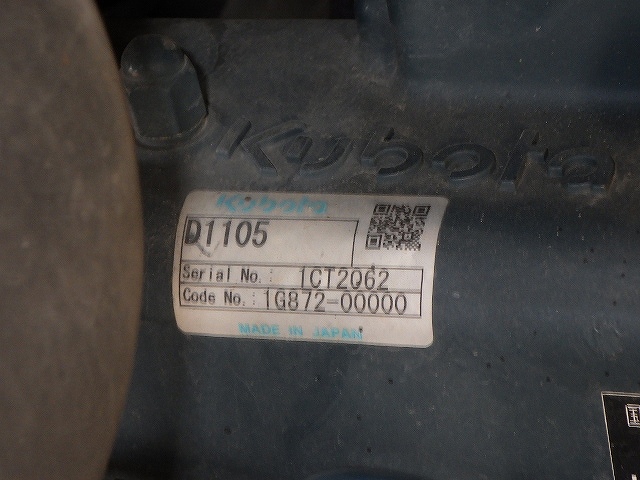 Kubota
Kubota
D1105
Serial No.: 1CT2062
Code No.: 1G872-00000
MADE IN JAPAN